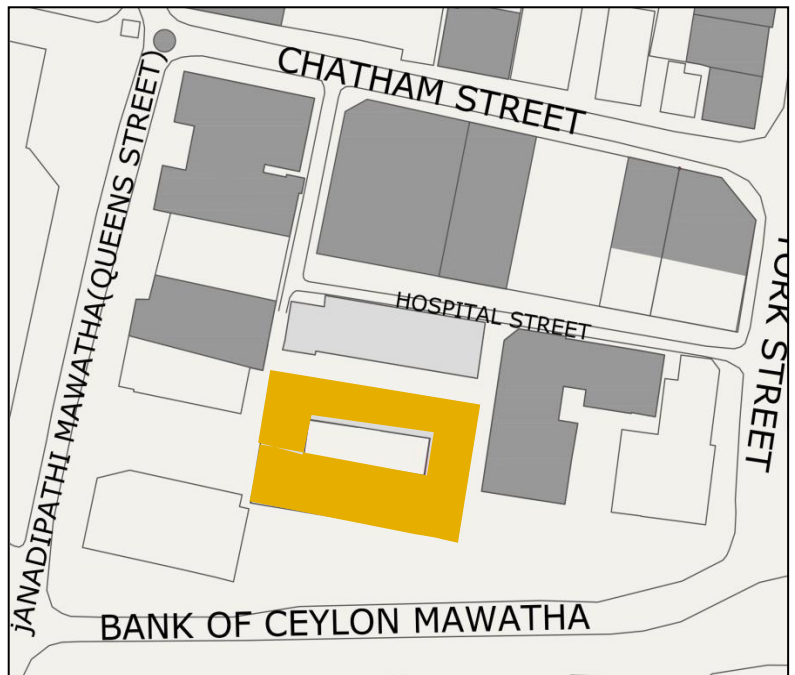 CHATHAM STREET
jANADIPATHI MAWATHA(QUEENS STREET)
HOSPITAL STREET
YORK STREET
BANK OF CEYLON MAWATHA